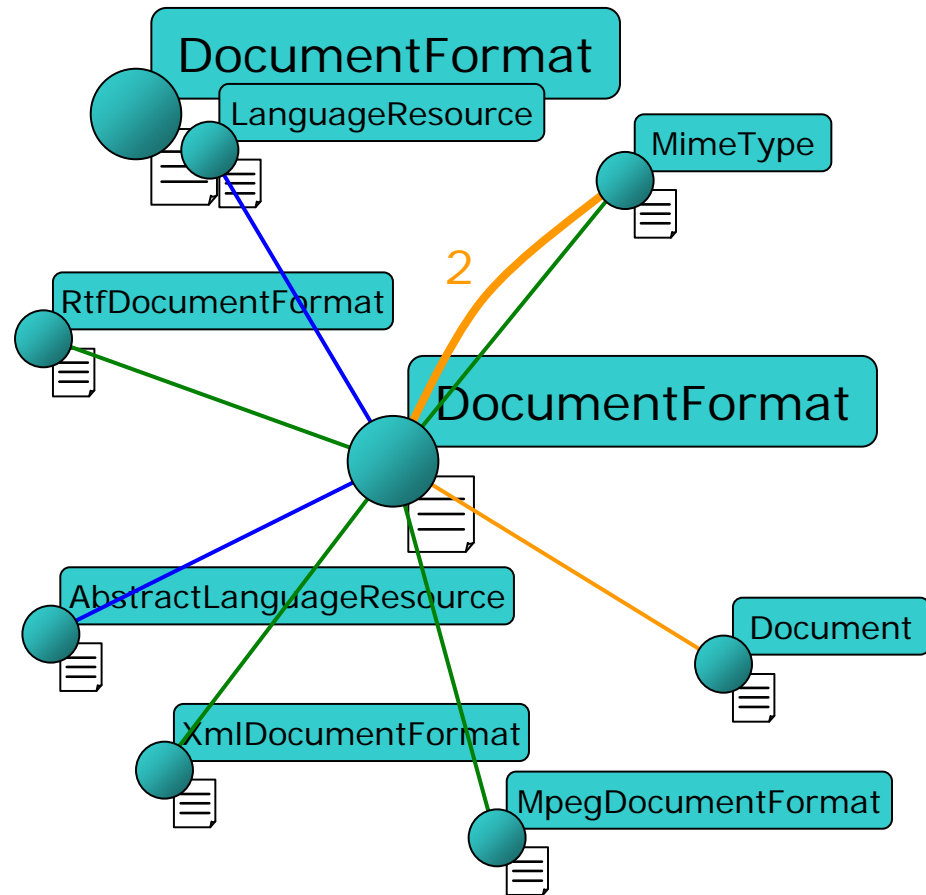 DocumentFormat
LanguageResource
MimeType
2
RtfDocumentFormat
DocumentFormat
AbstractLanguageResource
Document
XmlDocumentFormat
MpegDocumentFormat